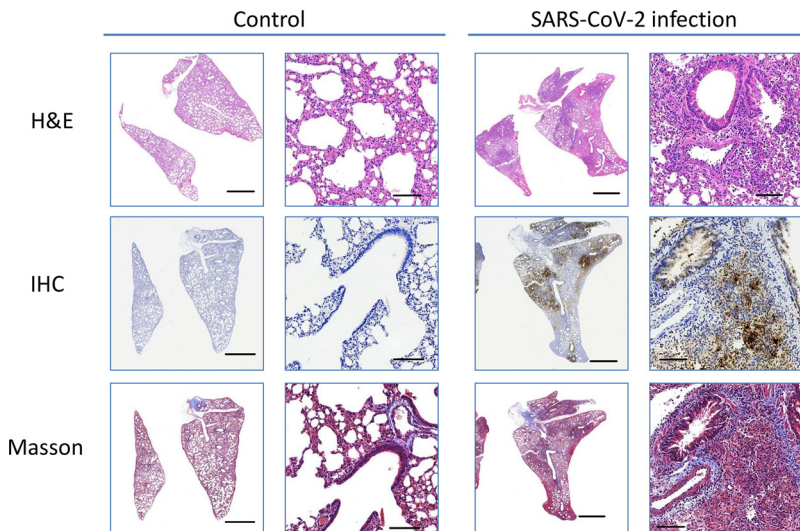 Control
SARS-CoV-2 infection
H&E
IHC
Masson